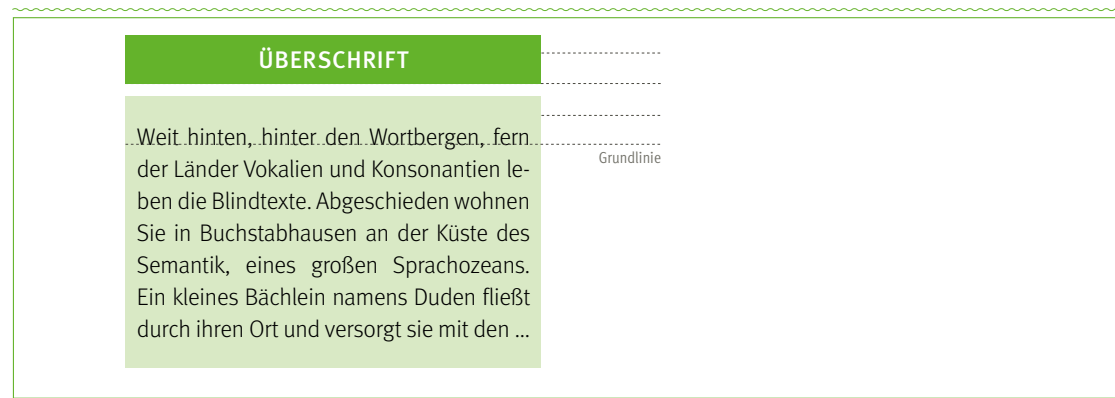 ÜBERSCHRIFT
Weit hinten, hinter den Wortbergen, fern
der Länder Vokalien und Konsonantien le-
ben die Blindtexte. Abgeschieden wohnen
Sie in Buchstabhausen an der Küste des
Semantik, eines großen Sprachozeans.
Ein kleines Bächlein namens Duden fließt
durch ihren Ort und versorgt sie mit den ...
Grundlinie